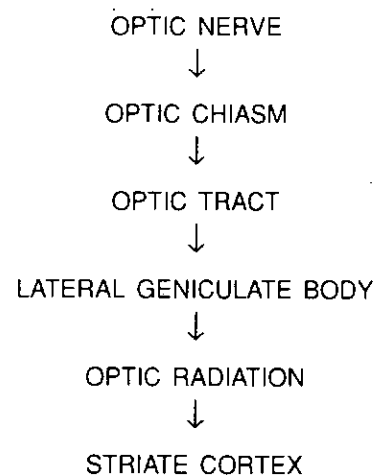 OPTIC NERVE
↓
OPTIC CHIASM
↓
OPTIC TRACT
↓
LATERAL GENICULATE BODY
↓
OPTIC RADIATION
↓
STRIATE CORTEX